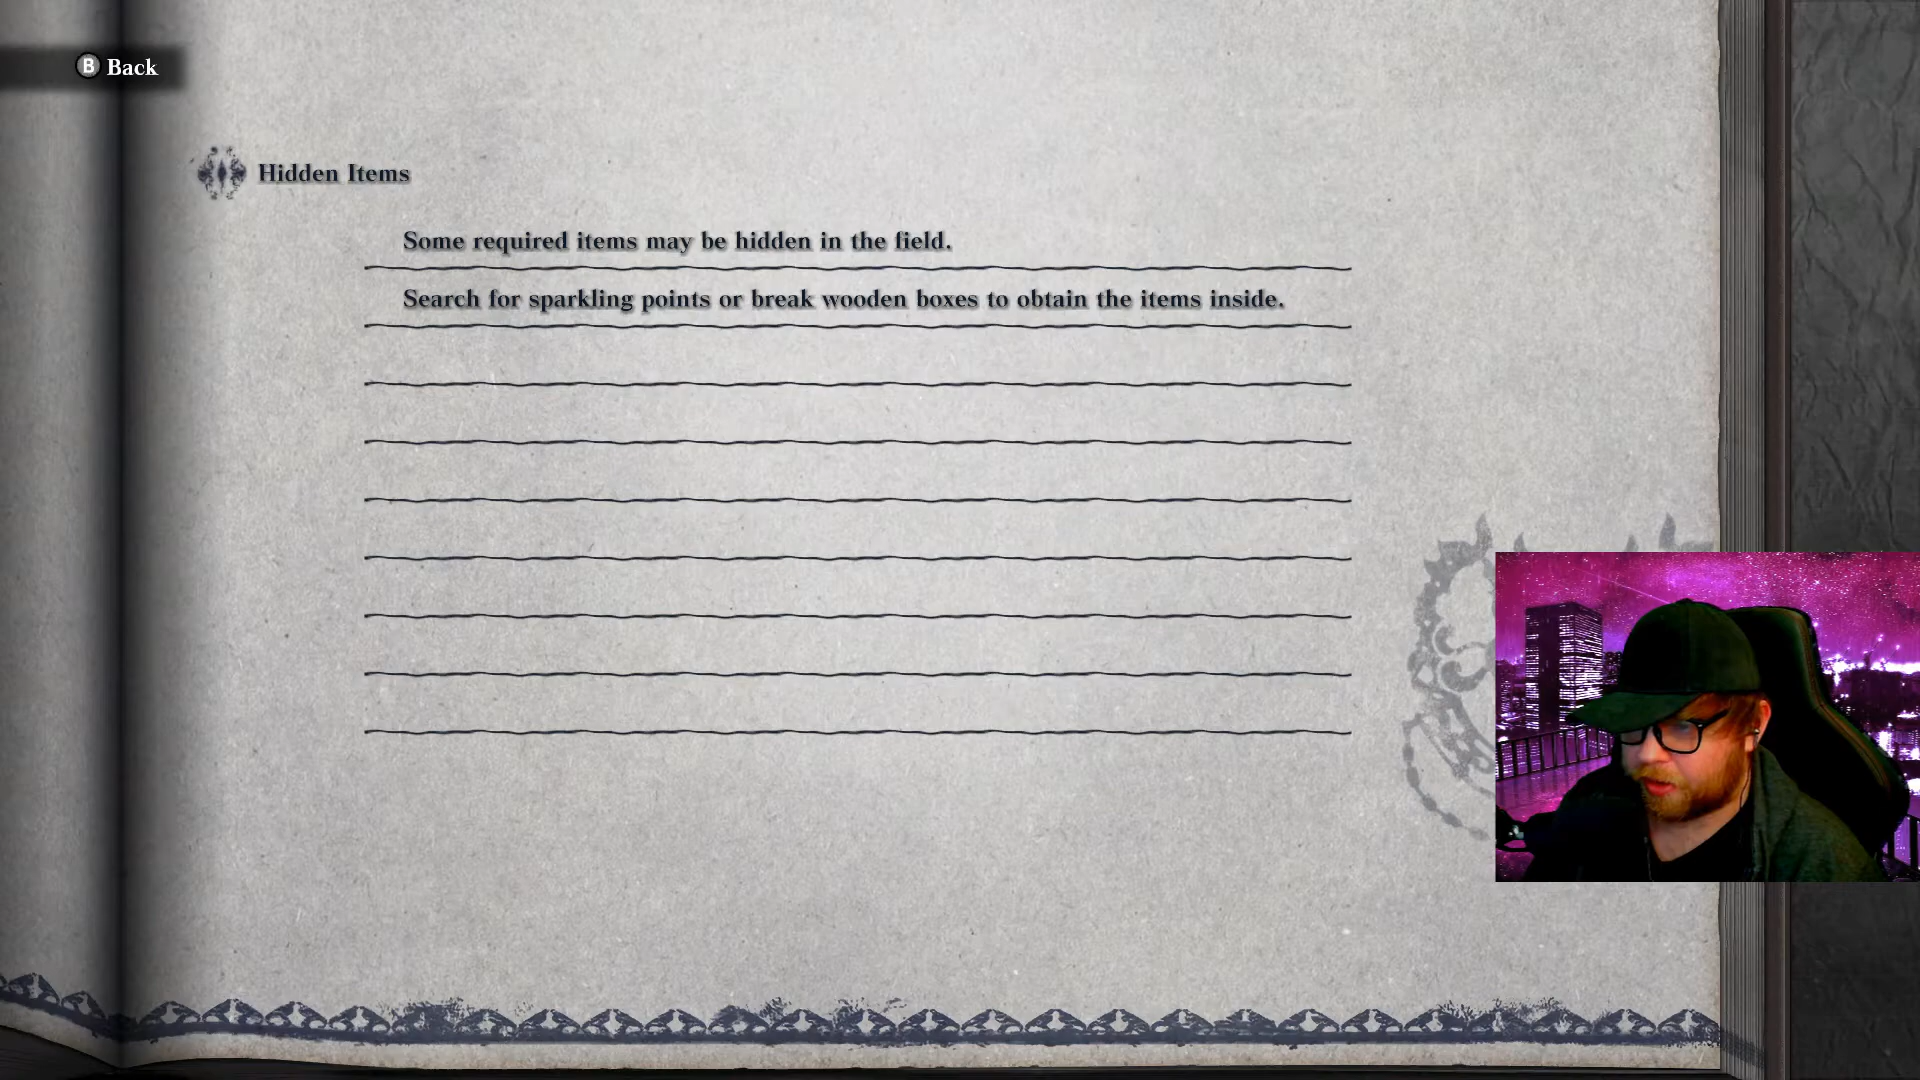 B Back
Hidden Items
Some required items may be hidden in the field.
Search for sparkling points or break wooden boxes to obtain the items inside.